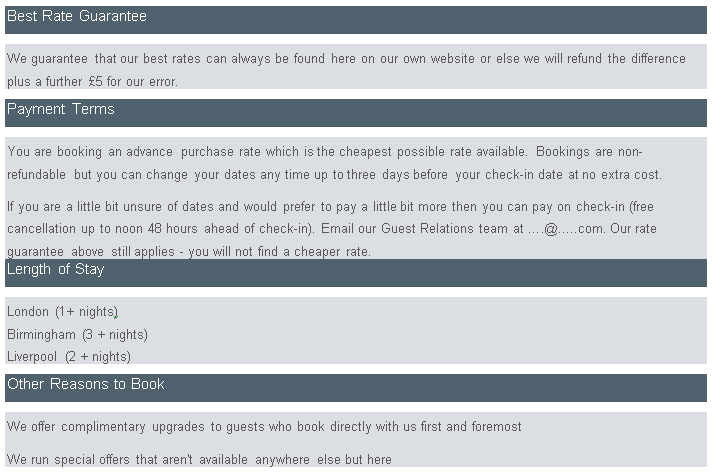 Best Rate Guarantee
We guarantee that our best rates can always be found here on our own website or else we will refund the difference
plus a further £5 for our error.
Payment Terms
You are booking an advance purchase rate which is the cheapest possible rate available. Bookings are non-
refundable but you can change your dates any time up to three days before your check-in date at no extra cost.
If you are a little bit unsure of dates and would prefer to pay a little bit more then you can pay on check-in (free
cancellation up to noon 48 hours ahead of check-in). Email our Guest Relations team at ....@.....com. Our rate
guarantee above still applies - you will not find a cheaper rate.
Length of Stay
London (1+ nights)
Birmingham (3 + nights)
Liverpool (2 + nights)
Other Reasons to Book
We offer complimentary upgrades to guests who book directly with us first and foremost
We run special offers that aren't available anywhere else but here